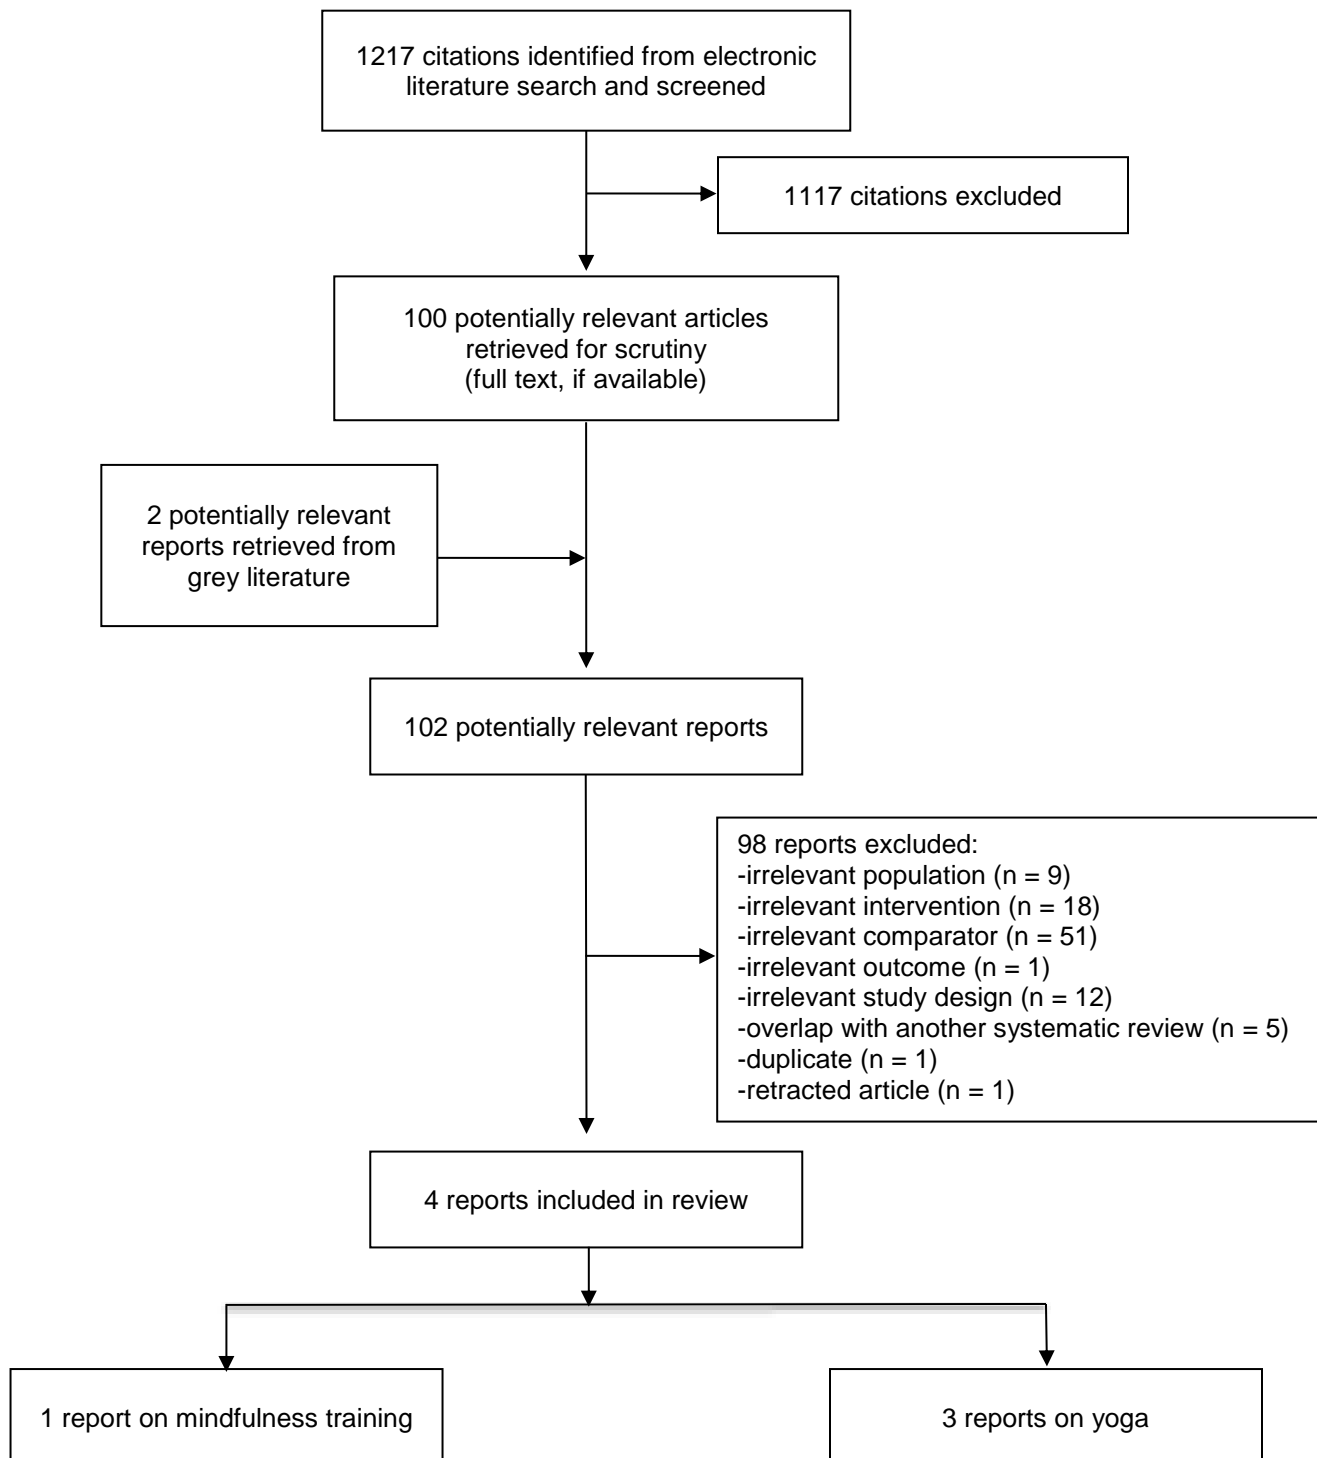 1217 citations identified from electronic
literature search and screened
1117 citations excluded
100 potentially relevant articles
retrieved for scrutiny
(full text, if available)
2 potentially relevant
reports retrieved from
grey literature
102 potentially relevant reports
98 reports excluded:
-irrelevant population (n = 9)
-irrelevant intervention (n = 18)
-irrelevant comparator (n = 51)
-irrelevant outcome (n = 1)
-irrelevant study design (n = 12)
-overlap with another systematic review (n = 5)
-duplicate (n = 1)
-retracted article (n = 1)
4 reports included in review
1 report on mindfulness training
3 reports on yoga